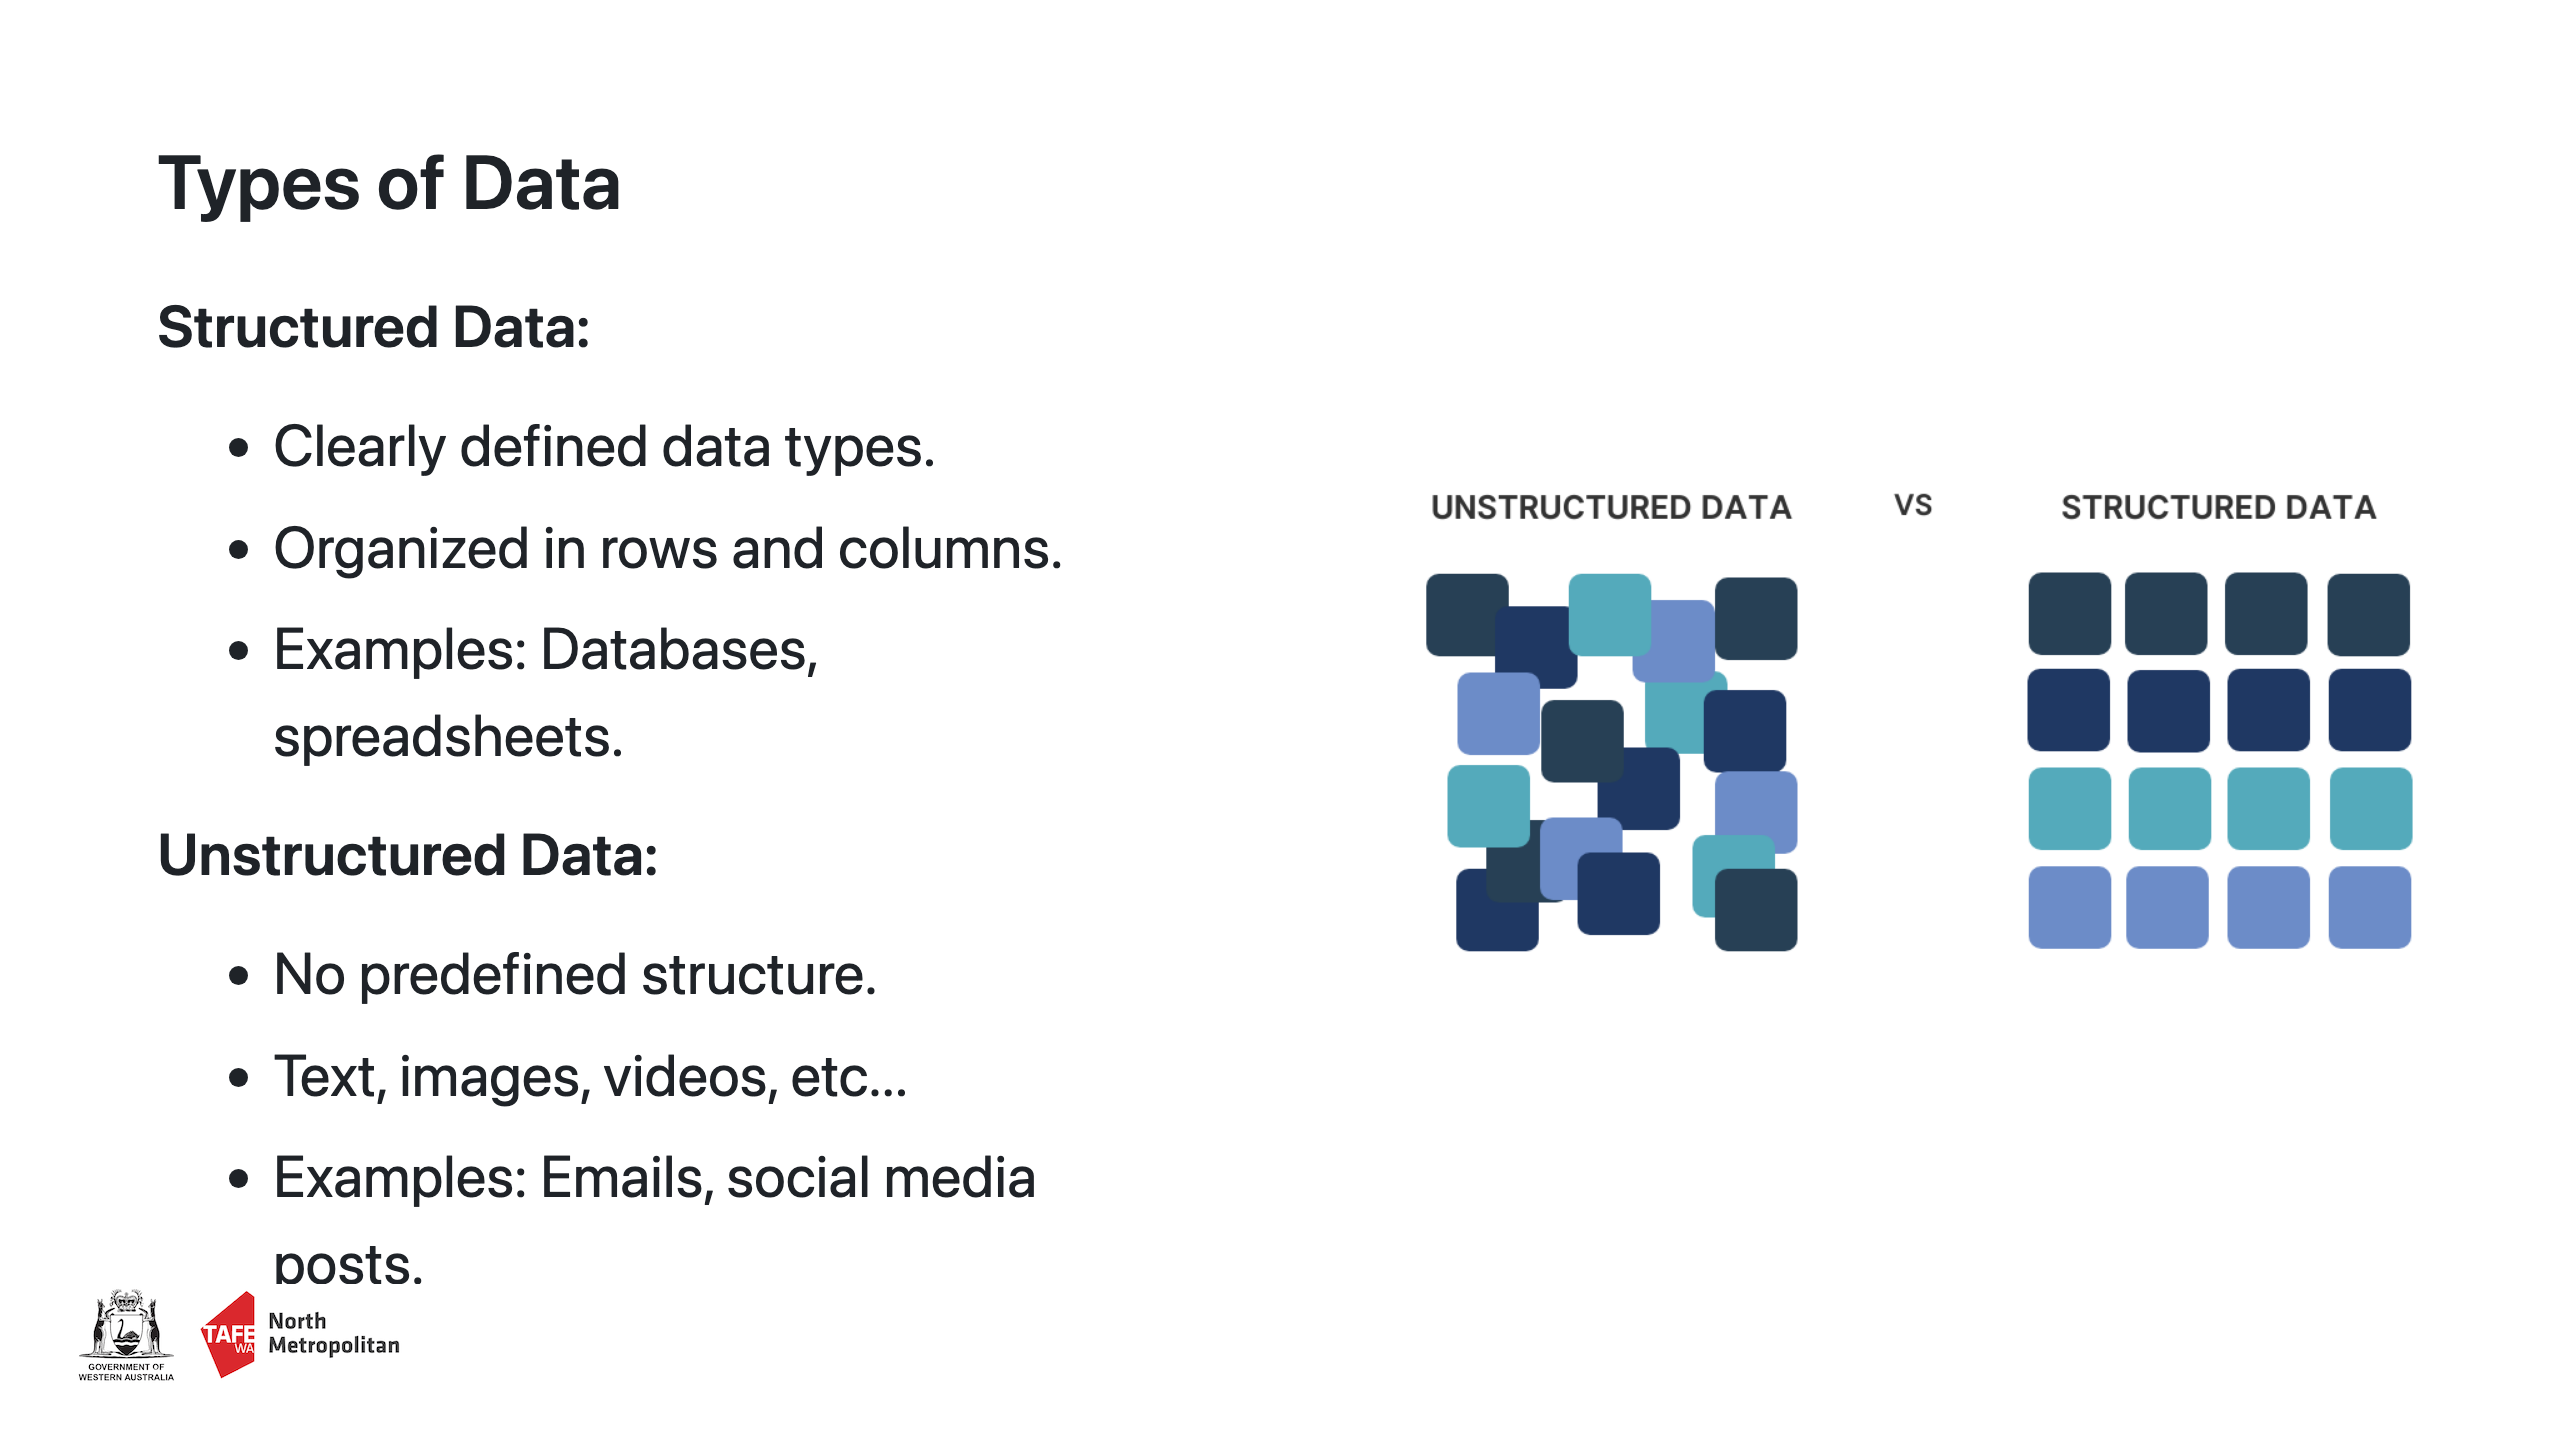 Types of Data
Structured Data:
• Clearly defined data types.
• Organized in rows and columns.
• Examples: Databases,
spreadsheets.
Unstructured Data:
• No predefined structure.
• Text, images, videos, etc...
• Examples: Emails, social media
posts.
UNSTRUCTURED DATA
VS
STRUCTURED DATA
GOVERNMENT OF
WESTERN AUSTRALIA
TAFE
WA
North
Metropolitan